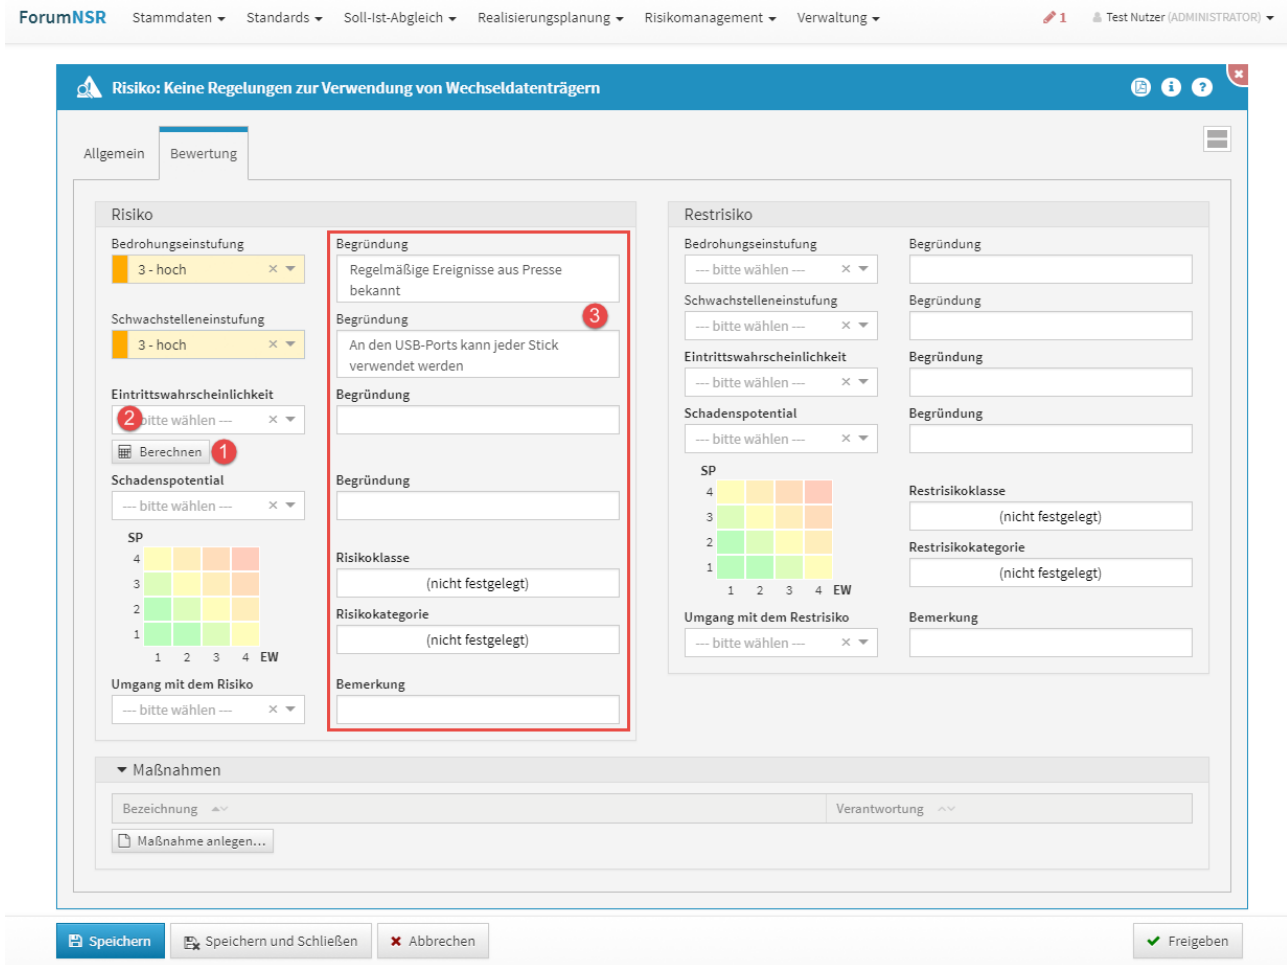 ForumNSR Stammdaten Standards Soll-Ist-Abgleich Realisierungsplanung Risikomanagement Verwaltung 1 Test Nutzer (ADMINISTRATOR)
Risiko: Keine Regelungen zur Verwendung von Wechseldatenträgern
Allgemein Bewertung
Risiko
Bedrohungseinstufung Begründung
3 - hoch Regelmäßige Ereignisse aus Presse
bekannt
Schwachstelleneinstufung Begründung 3
3 - hoch An den USB-Ports kann jeder Stick
verwendet werden
Eintrittswahrscheinlichkeit Begründung
2 bitte wählen ---
Berechnen 1
Schadenspotential Begründung
--- bitte wählen ---
SP
4
3
2
1
1 2 3 4 EW
Risikoklasse
(nicht festgelegt)
Risikokategorie
(nicht festgelegt)
Umgang mit dem Risiko Bemerkung
--- bitte wählen ---
Restrisiko
Bedrohungseinstufung Begründung
--- bitte wählen ---
Schwachstelleneinstufung Begründung
--- bitte wählen ---
Eintrittswahrscheinlichkeit Begründung
--- bitte wählen ---
Schadenspotential Begründung
--- bitte wählen ---
SP
4
3
2
1
1 2 3 4 EW
Restrisikoklasse
(nicht festgelegt)
Restrisikokategorie
(nicht festgelegt)
Umgang mit dem Restrisiko Bemerkung
--- bitte wählen ---
Maßnahmen
Bezeichnung Verantwortung
Maßnahme anlegen...
Speichern Speichern und Schließen Abbrechen Freigeben